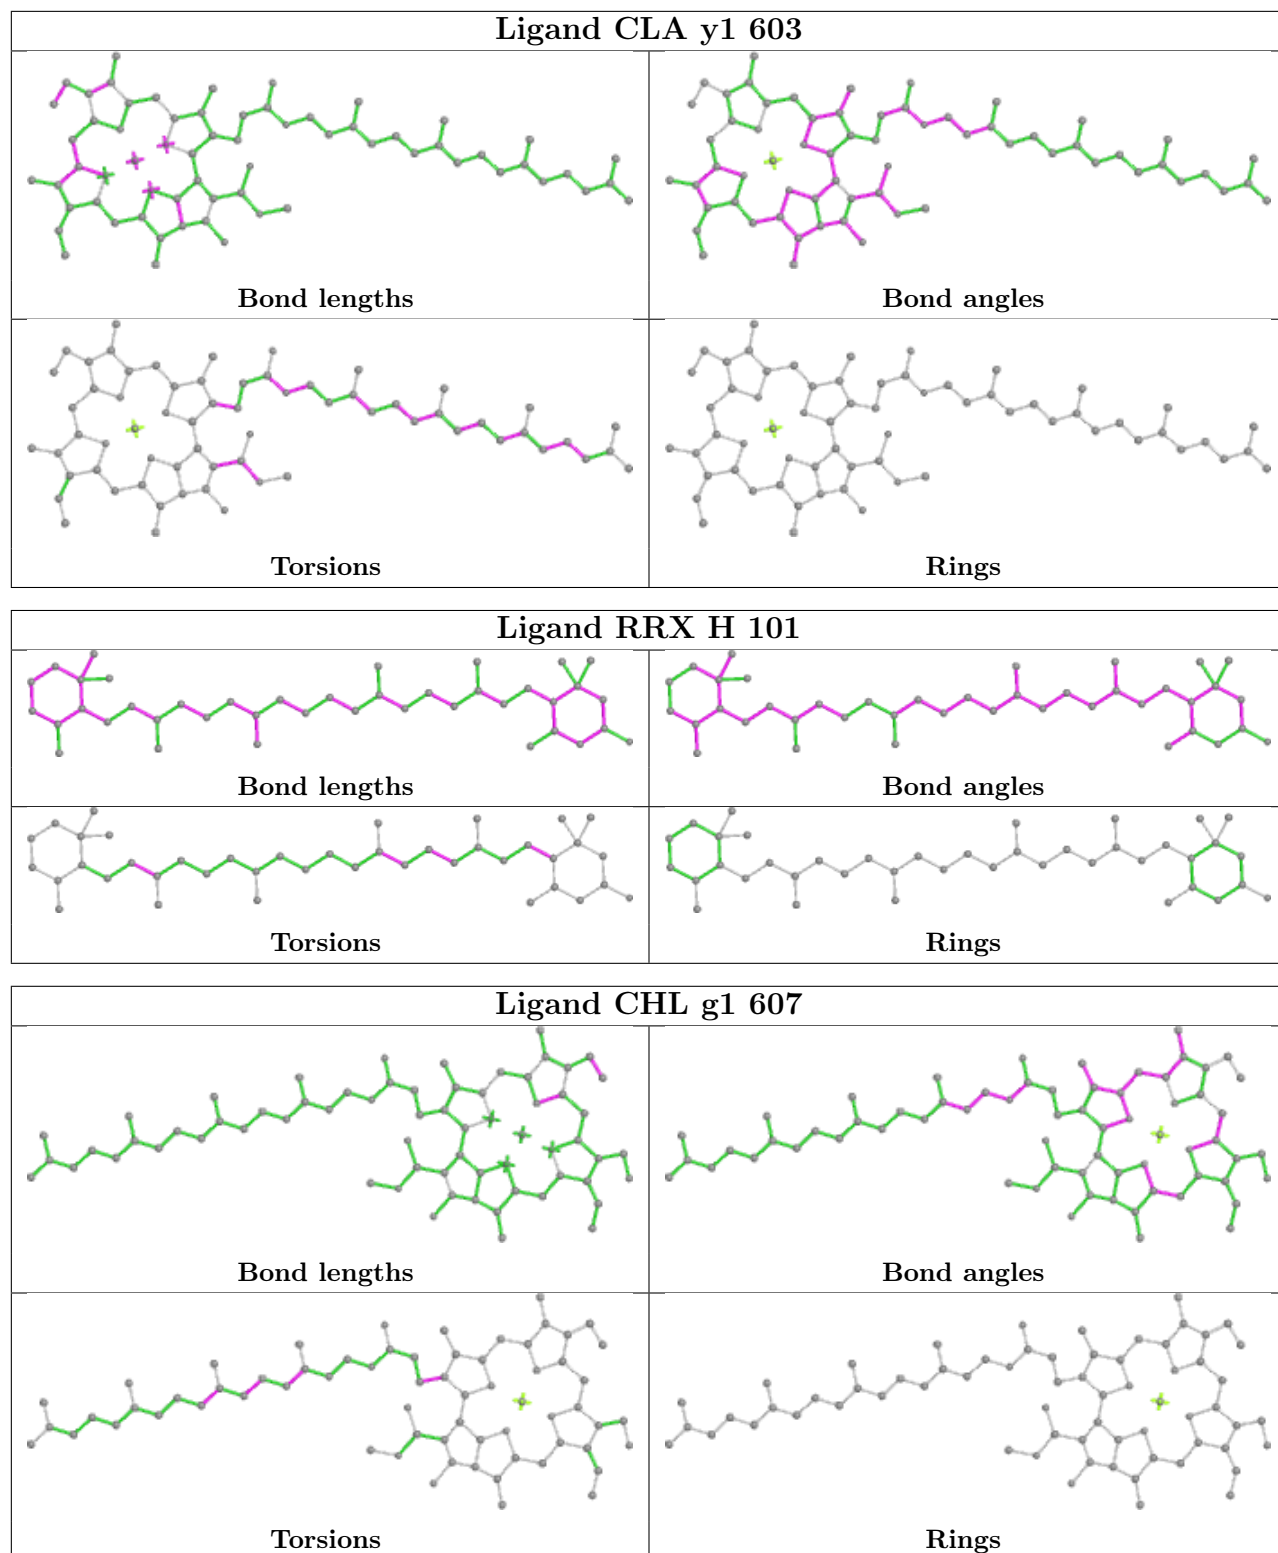 Ligand CLA y1 603
Bond lengths
Bond angles
Torsions
Rings
Ligand RRX H 101
Bond lengths
Bond angles
Torsions
Rings
Ligand CHL g1 607
Bond lengths
Bond angles
Torsions
Rings